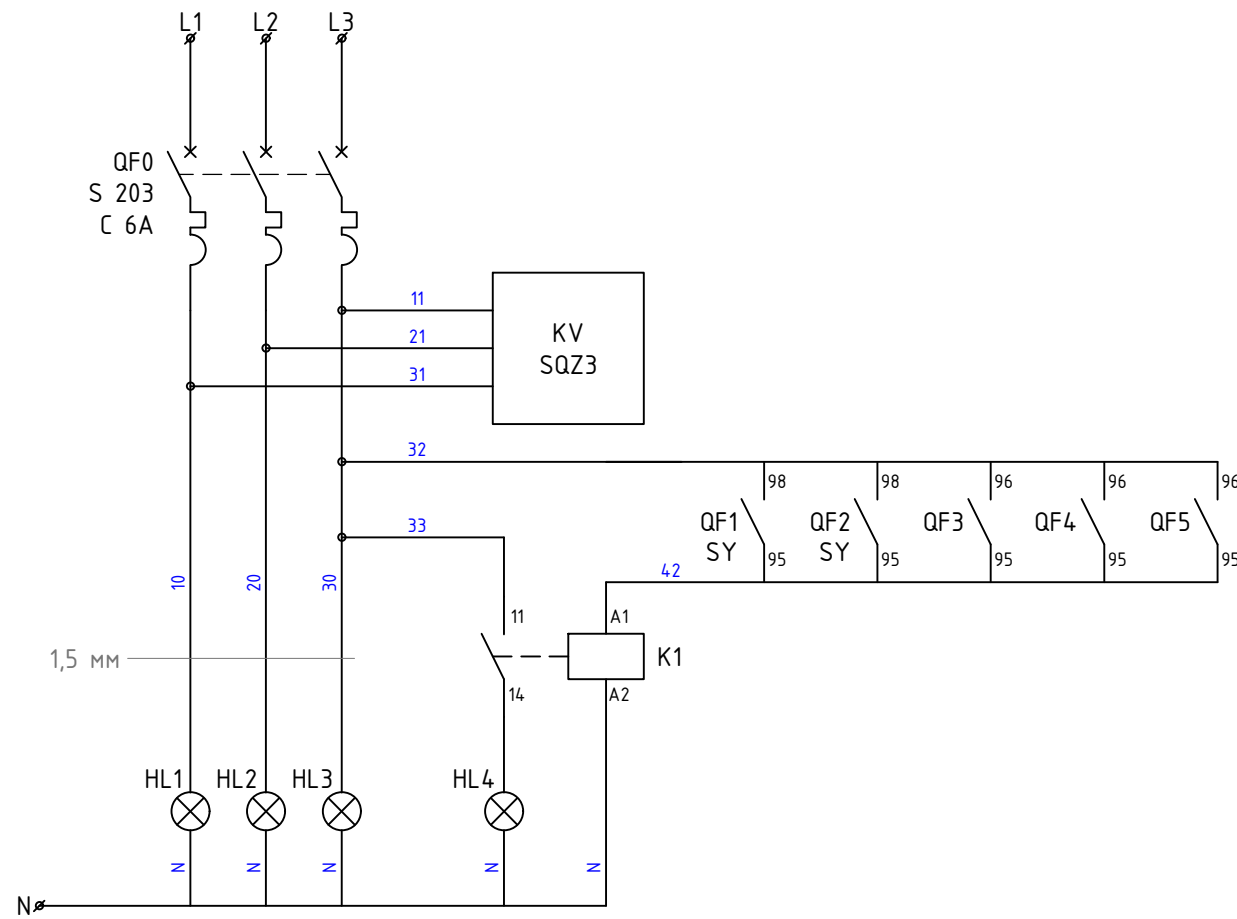 L1 L2 L3
QF0
S 203
C 6A
11
21
31
KV
SQZ3
32
98 98 96 96 96
QF1 QF2 QF3 QF4 QF5
SY SY
95 95 95 95 95
33
42
10 20 30
11 A1
1,5 мм
K1
14 A2
HL1 HL2 HL3 HL4
N N N N N
N